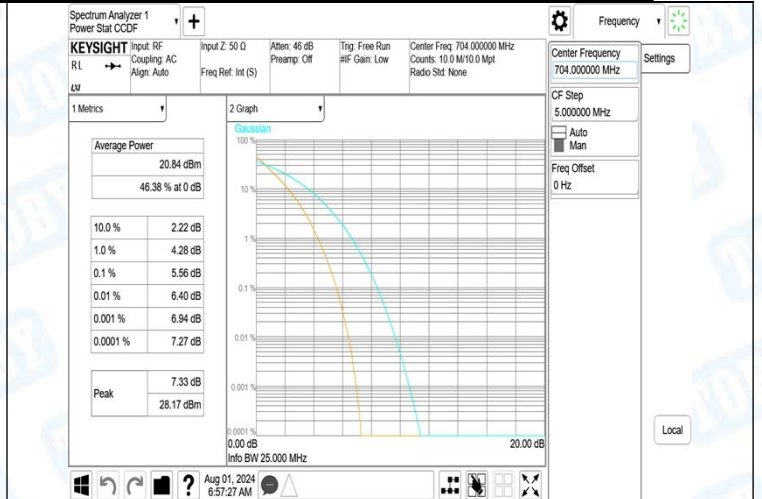 Spectrum Analyzer 1
Power Stat CCDF
Frequency
KEYSIGHT
RL
Input: RF
Coupling: AC
Align: Auto
Input Z: 50 Ω
Freq Ref: Int (S)
Atten: 46 dB
Preamp: Off
Trig: Free Run
#IF Gain: Low
Center Freq: 704.000000 MHz
Counts: 10.0 M/10.0 Mpt
Radio Std: None
Center Frequency
704.000000 MHz
Settings
CF Step
5.000000 MHz
Auto
Man
Freq Offset
0 Hz
Local
1 Metrics
Average Power
20.84 dBm
46.38 % at 0 dB
10.0 % 2.22 dB
1.0 % 4.28 dB
0.1 % 5.56 dB
0.01 % 6.40 dB
0.001 % 6.94 dB
0.0001 % 7.27 dB
Peak
7.33 dB
28.17 dBm
2 Graph
Gaussian
100 %
10 %
1 %
0.1 %
0.01 %
0.001 %
0.0001 %
0.00 dB 20.00 dB
Info BW 25.000 MHz
Aug 01, 2024
6:57:27 AM